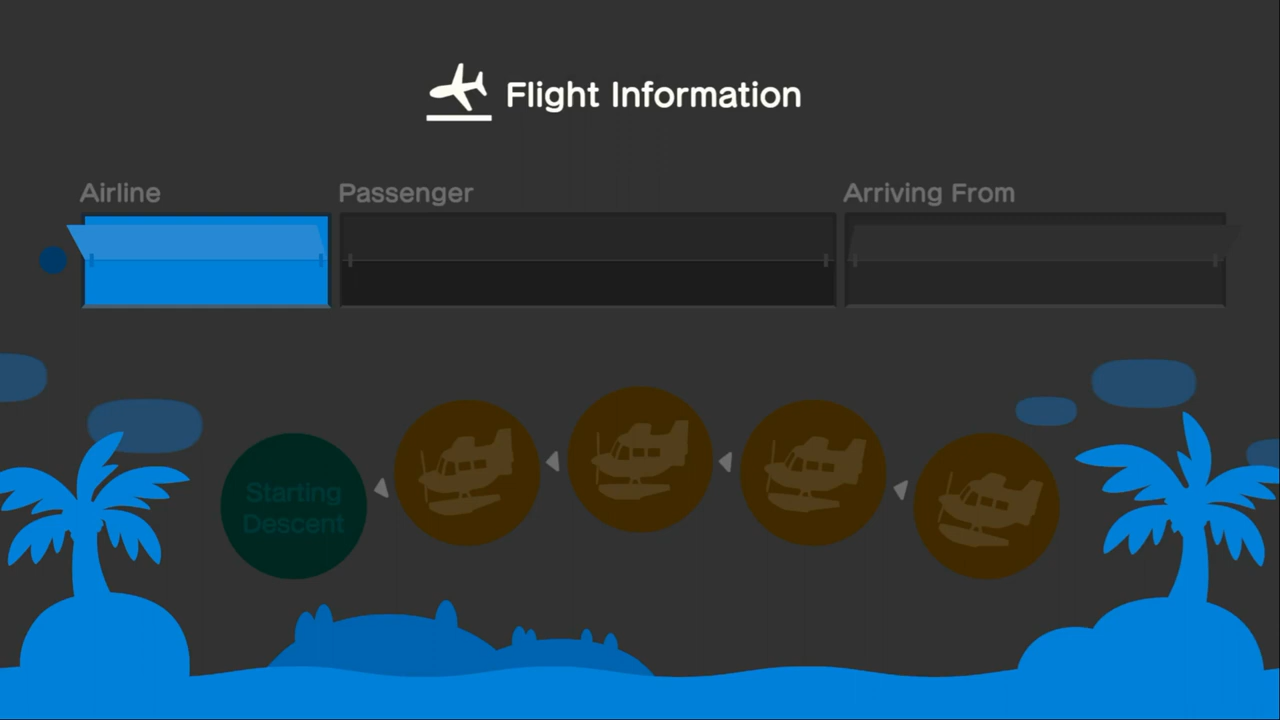 Flight Information
Airline
Passenger
Arriving From
Starting
Descent